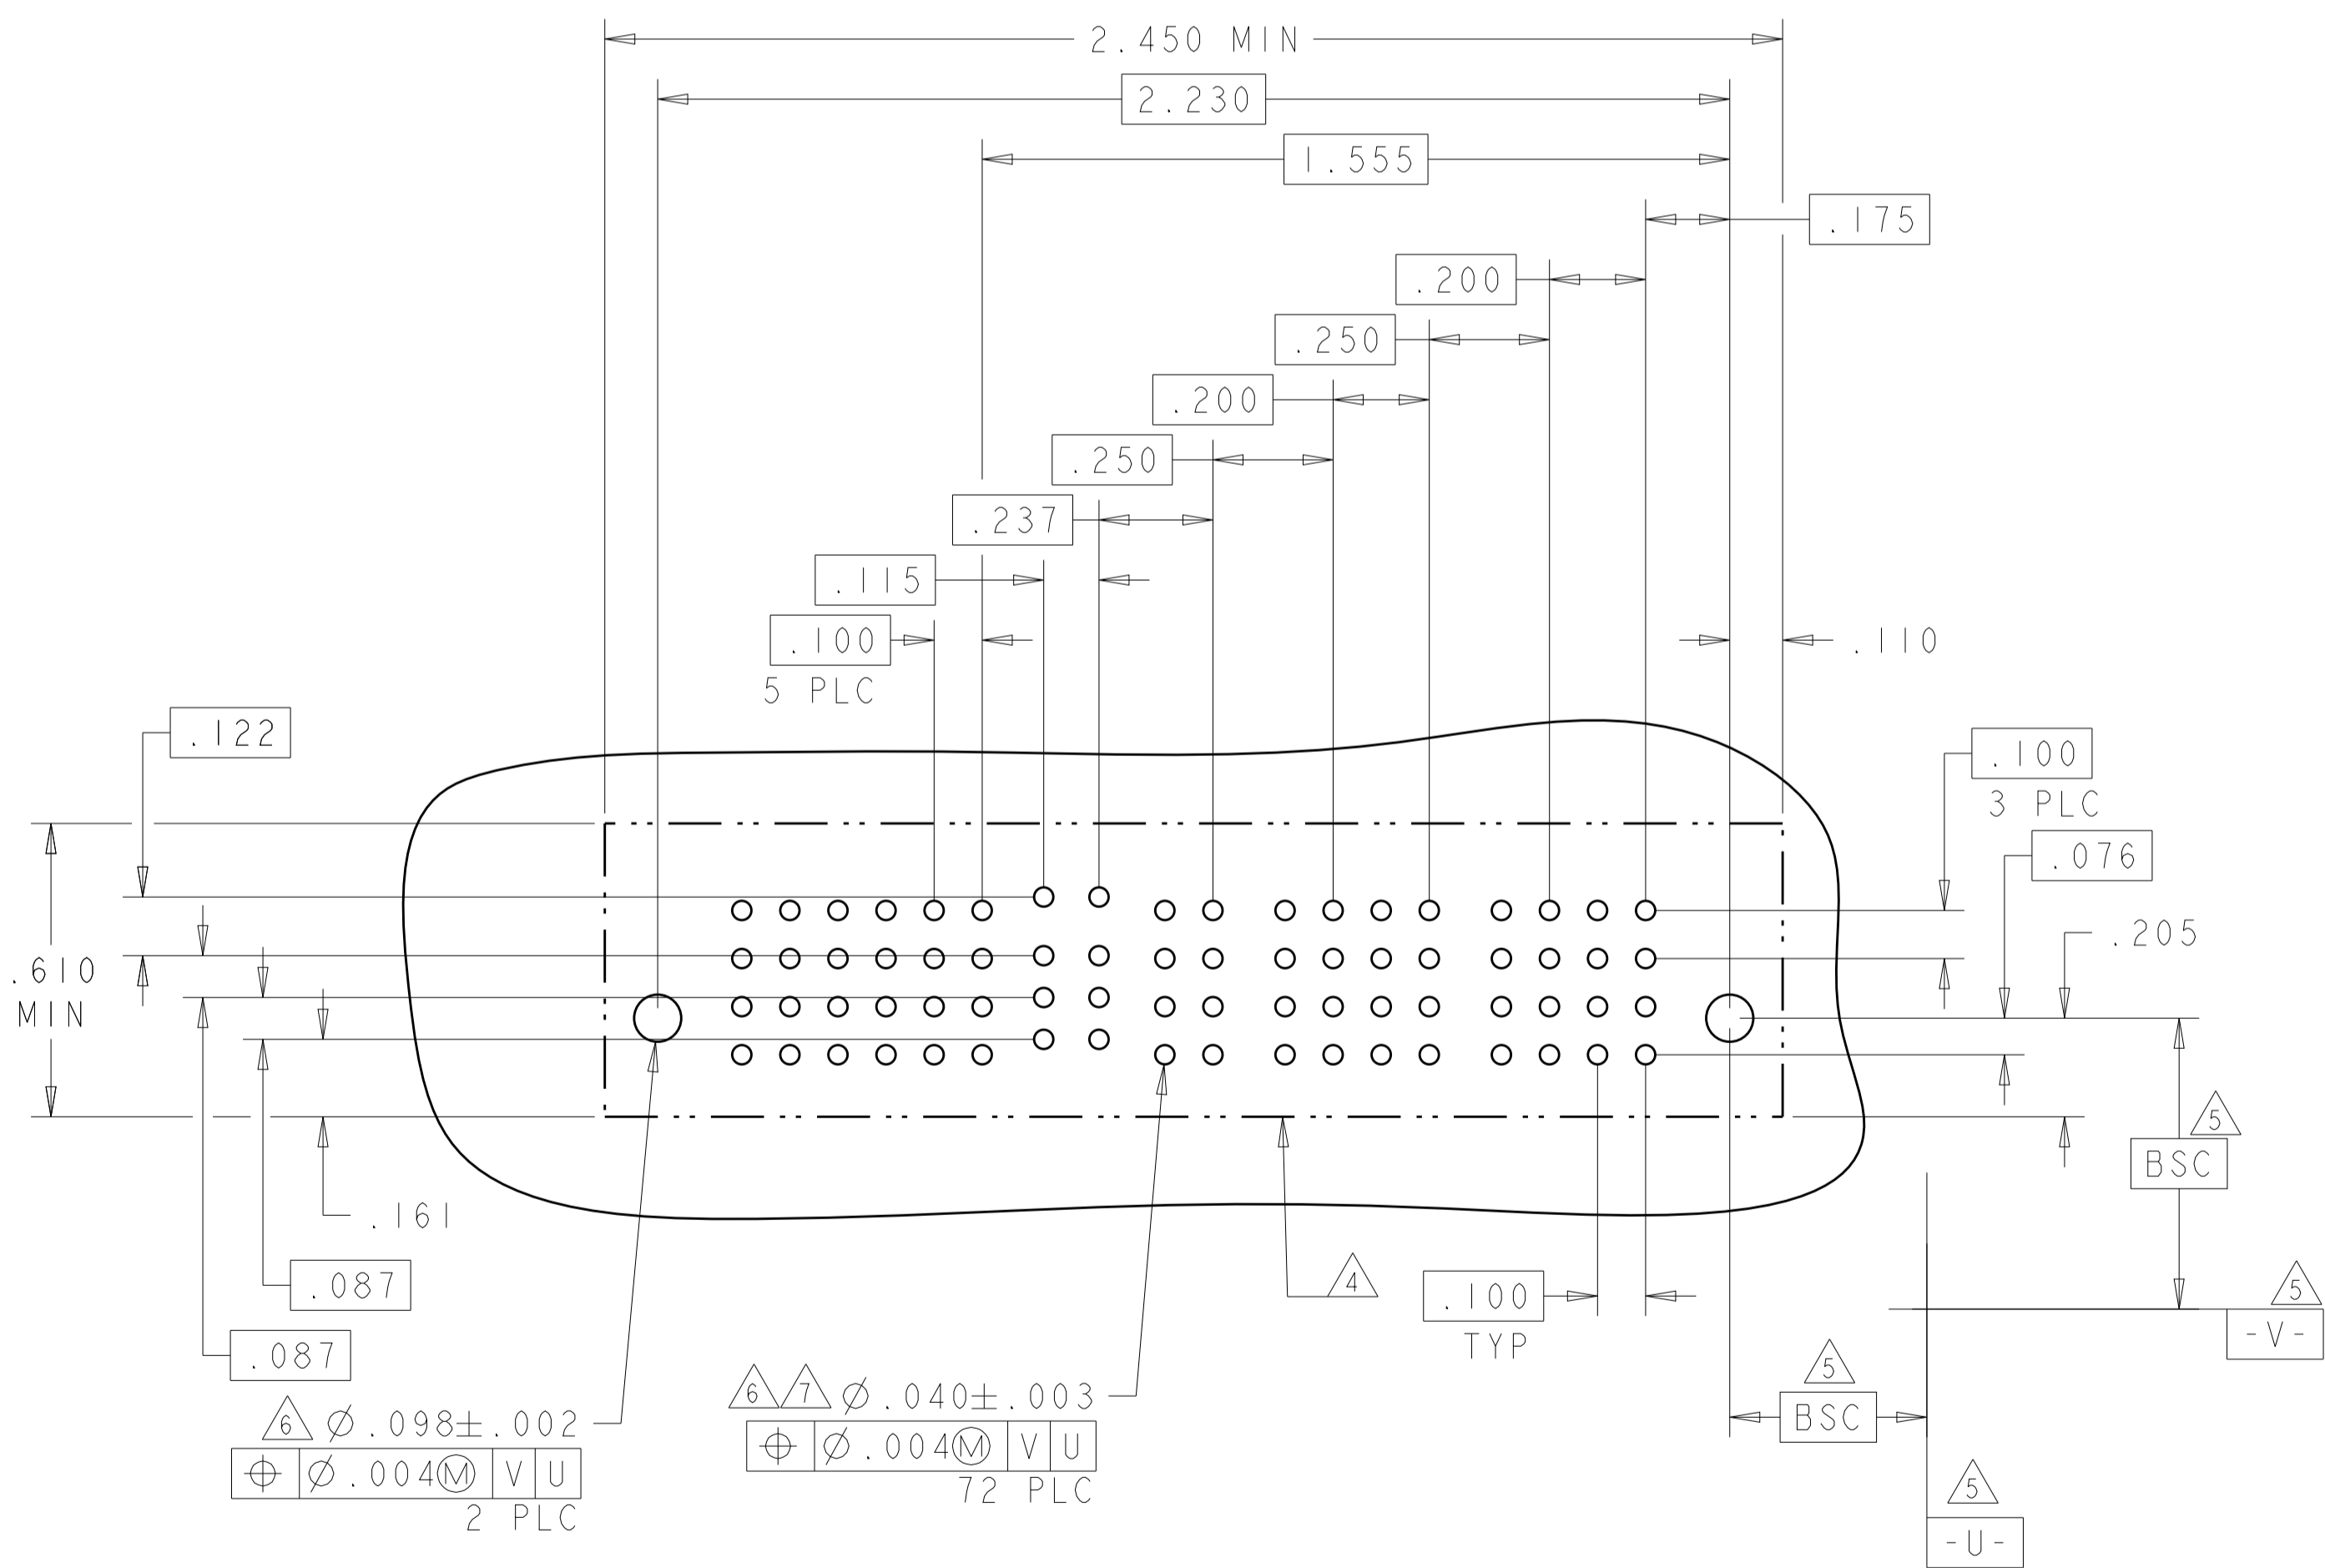 2.450 MIN
2.230
1.555
.175
.200
.250
.200
.250
.237
.115
.100
5 PLC
.110
.122
.100
3 PLC
.076
.205
.610
MIN
5
BSC
.161
.087
.087
4
.100
TYP
5
-V-
5
BSC
6 ⌀.098±.002
⌖ ⌀.004Ⓜ V U
2 PLC
6 7 ⌀.040±.003
⌖ ⌀.004Ⓜ V U
72 PLC
5
-U-